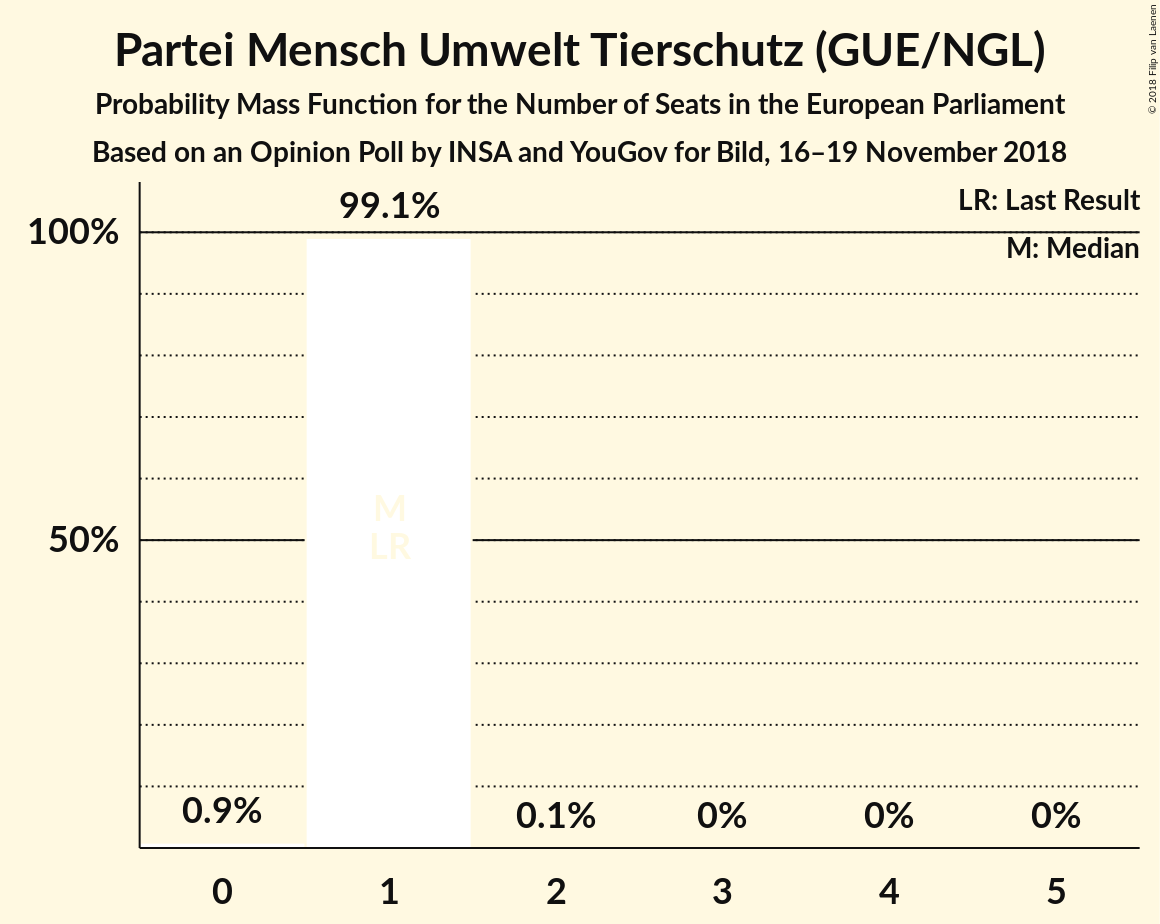 Partei Mensch Umwelt Tierschutz (GUE/NGL)
Probability Mass Function for the Number of Seats in the European Parliament
Based on an Opinion Poll by INSA and YouGov for Bild, 16–19 November 2018
© 2018 Filip van Laenen
LR: Last Result
M: Median
99.1%
100%
M
50%
LR
0.9%
0.1%
0%
0%
0%
0
1
2
3
4
5